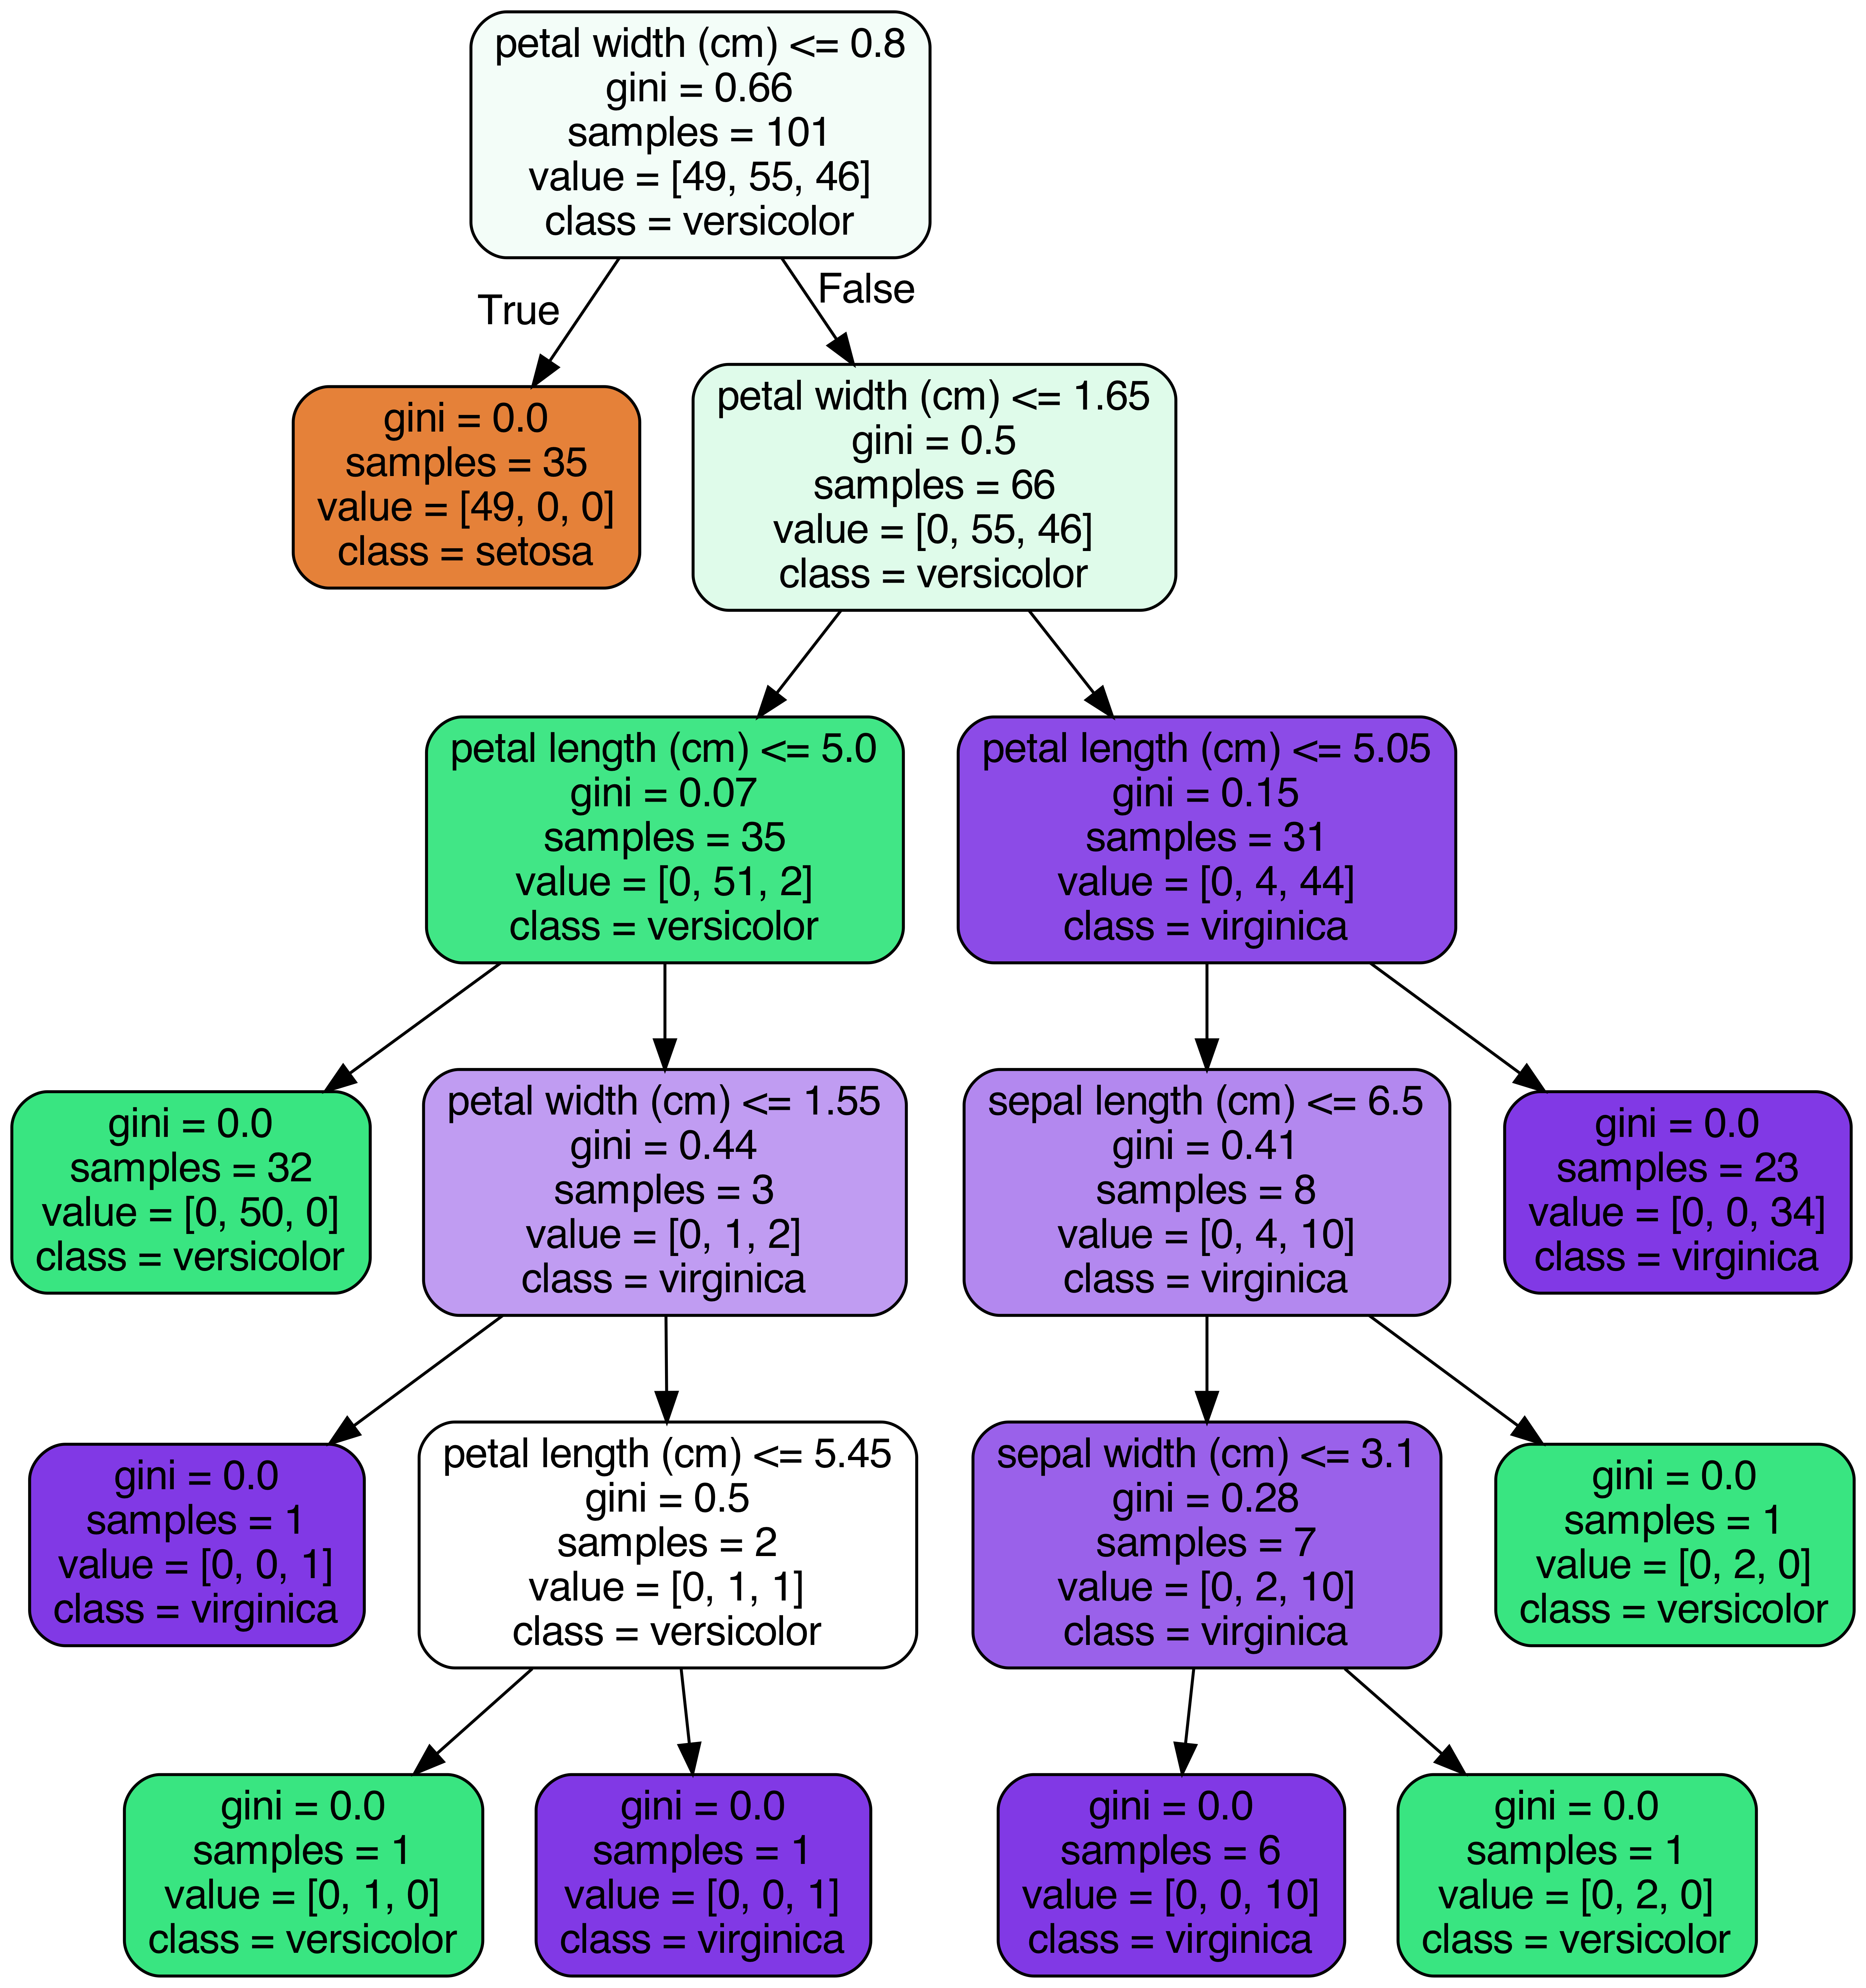 petal width (cm) <= 0.8
gini = 0.66
samples = 101
value = [49, 55, 46]
class = versicolor
True
False
gini = 0.0
samples = 35
value = [49, 0, 0]
class = setosa
petal width (cm) <= 1.65
gini = 0.5
samples = 66
value = [0, 55, 46]
class = versicolor
petal length (cm) <= 5.0
gini = 0.07
samples = 35
value = [0, 51, 2]
class = versicolor
petal length (cm) <= 5.05
gini = 0.15
samples = 31
value = [0, 4, 44]
class = virginica
gini = 0.0
samples = 32
value = [0, 50, 0]
class = versicolor
petal width (cm) <= 1.55
gini = 0.44
samples = 3
value = [0, 1, 2]
class = virginica
sepal length (cm) <= 6.5
gini = 0.41
samples = 8
value = [0, 4, 10]
class = virginica
gini = 0.0
samples = 23
value = [0, 0, 34]
class = virginica
gini = 0.0
samples = 1
value = [0, 0, 1]
class = virginica
petal length (cm) <= 5.45
gini = 0.5
samples = 2
value = [0, 1, 1]
class = versicolor
sepal width (cm) <= 3.1
gini = 0.28
samples = 7
value = [0, 2, 10]
class = virginica
gini = 0.0
samples = 1
value = [0, 2, 0]
class = versicolor
gini = 0.0
samples = 1
value = [0, 1, 0]
class = versicolor
gini = 0.0
samples = 1
value = [0, 0, 1]
class = virginica
gini = 0.0
samples = 6
value = [0, 0, 10]
class = virginica
gini = 0.0
samples = 1
value = [0, 2, 0]
class = versicolor